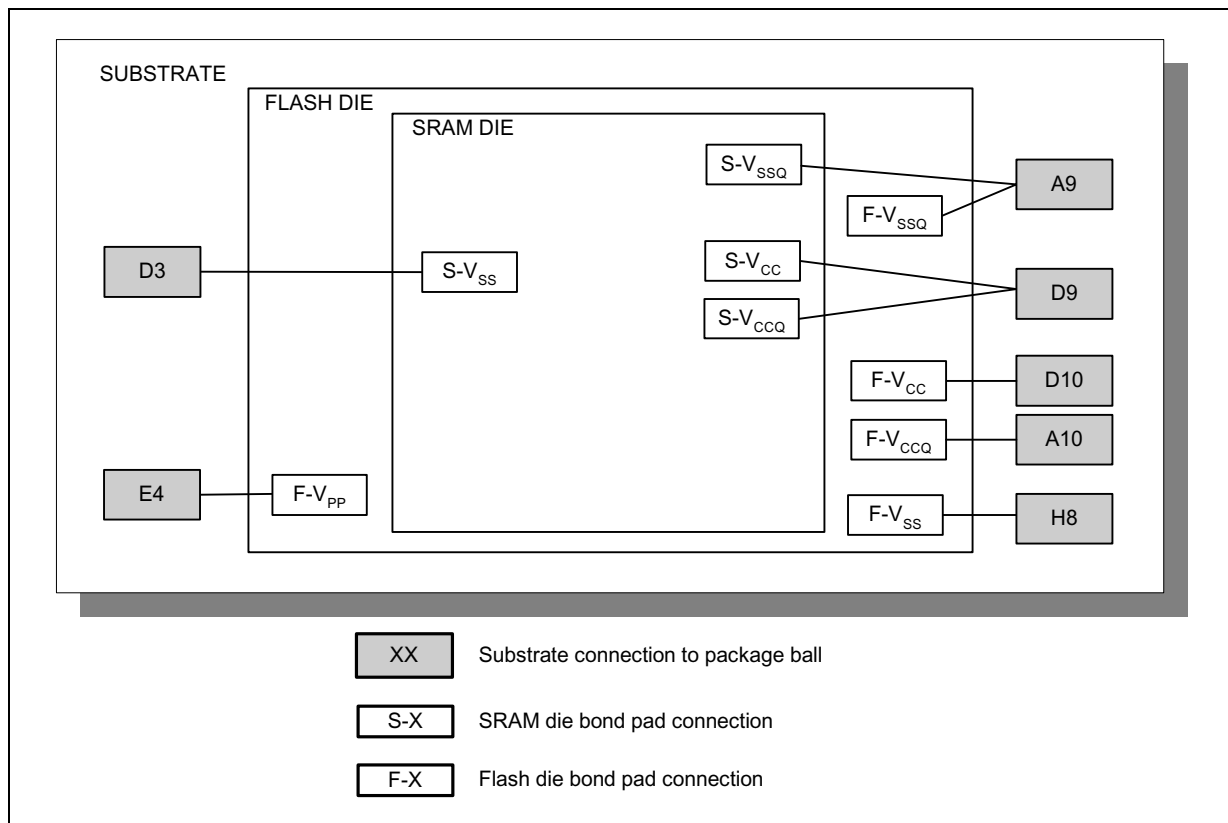 SUBSTRATE
FLASH DIE
SRAM DIE
S-VSSQ
A9
F-VSSQ
D3
S-VSS
S-VCC
D9
S-VCCQ
F-VCC
D10
F-VCCQ
A10
E4
F-VPP
F-VSS
H8
XX Substrate connection to package ball
S-X SRAM die bond pad connection
F-X Flash die bond pad connection